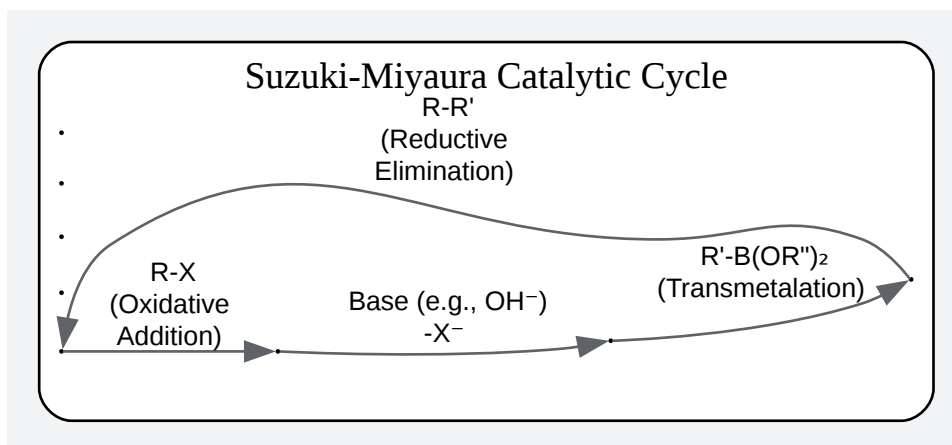 Suzuki-Miyaura Catalytic Cycle
R-R'
(Reductive
Elimination)
R-X
(Oxidative
Addition)
Base (e.g., OH⁻)
-X⁻
R'-B(OR")₂
(Transmetalation)